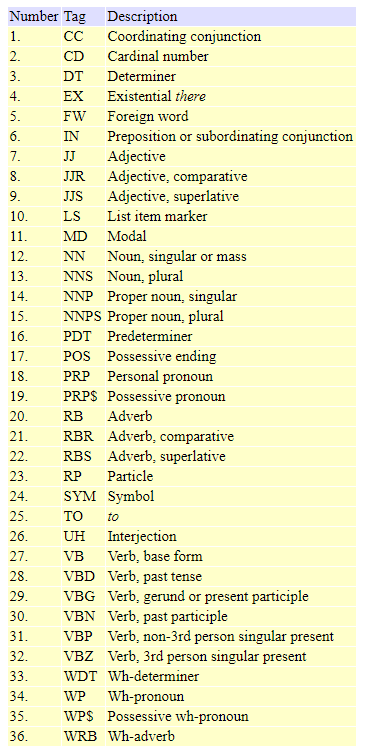 Number Tag Description
1. CC Coordinating conjunction
2. CD Cardinal number
3. DT Determiner
4. EX Existential there
5. FW Foreign word
6. IN Preposition or subordinating conjunction
7. JJ Adjective
8. JJR Adjective, comparative
9. JJS Adjective, superlative
10. LS List item marker
11. MD Modal
12. NN Noun, singular or mass
13. NNS Noun, plural
14. NNP Proper noun, singular
15. NNPS Proper noun, plural
16. PDT Predeterminer
17. POS Possessive ending
18. PRP Personal pronoun
19. PRP$ Possessive pronoun
20. RB Adverb
21. RBR Adverb, comparative
22. RBS Adverb, superlative
23. RP Particle
24. SYM Symbol
25. TO to
26. UH Interjection
27. VB Verb, base form
28. VBD Verb, past tense
29. VBG Verb, gerund or present participle
30. VBN Verb, past participle
31. VBP Verb, non-3rd person singular present
32. VBZ Verb, 3rd person singular present
33. WDT Wh-determiner
34. WP Wh-pronoun
35. WP$ Possessive wh-pronoun
36. WRB Wh-adverb